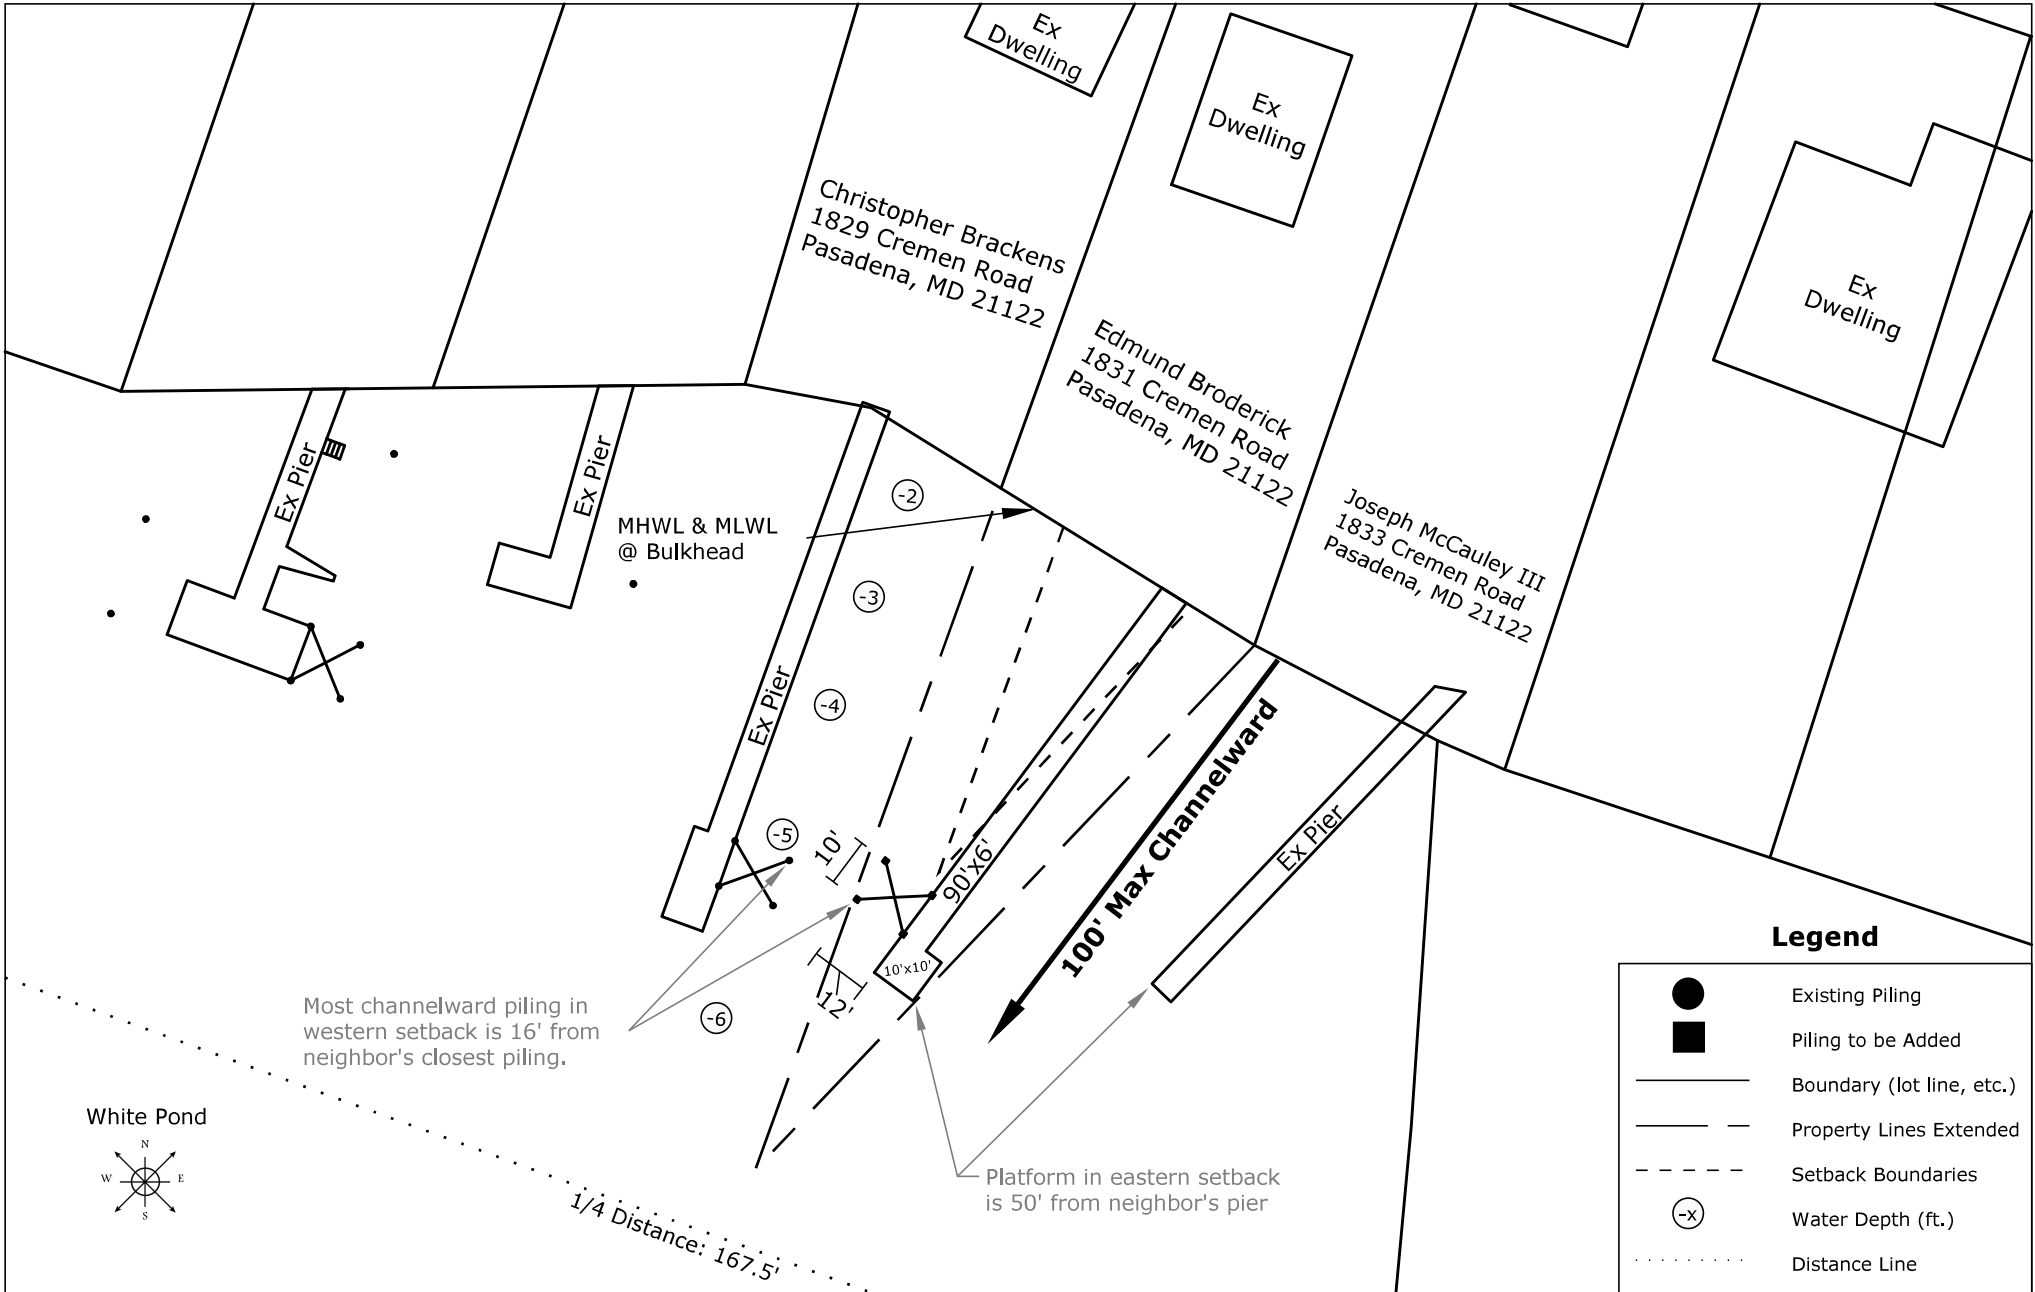 Ex
Dwelling
Ex
Dwelling
Ex
Dwelling
Christopher Brackens
1829 Cremen Road
Pasadena, MD 21122
Edmund Broderick
1831 Cremen Road
Pasadena, MD 21122
Joseph McCauley III
1833 Cremen Road
Pasadena, MD 21122
Ex Pier
Ex Pier
MHWL & MLWL
@ Bulkhead
-2
-3
-4
-5
-6
Ex Pier
10'
12'
90'x6'
10'x10'
100' Max Channelward
Ex Pier
Most channelward piling in
western setback is 16' from
neighbor's closest piling.
Platform in eastern setback
is 50' from neighbor's pier
White Pond
N
W E
S
1/4 Distance: 167.5'
Legend
Existing Piling
Piling to be Added
Boundary (lot line, etc.)
Property Lines Extended
Setback Boundaries
-x Water Depth (ft.)
Distance Line